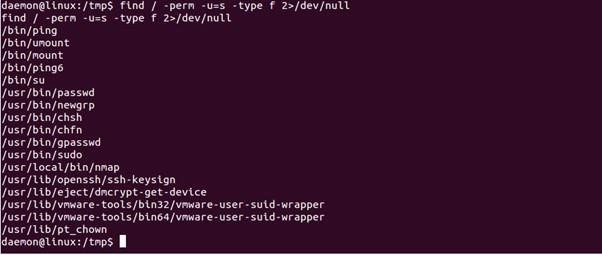 daemon@linux:/tmp$ find / -perm -u=s -type f 2>/dev/null
find / -perm -u=s -type f 2>/dev/null
/bin/ping
/bin/umount
/bin/mount
/bin/ping6
/bin/su
/usr/bin/passwd
/usr/bin/newgrp
/usr/bin/chsh
/usr/bin/chfn
/usr/bin/gpasswd
/usr/bin/sudo
/usr/local/bin/nmap
/usr/lib/openssh/ssh-keysign
/usr/lib/eject/dmcrypt-get-device
/usr/lib/vmware-tools/bin32/vmware-user-suid-wrapper
/usr/lib/vmware-tools/bin64/vmware-user-suid-wrapper
/usr/lib/pt_chown
daemon@linux:/tmp$